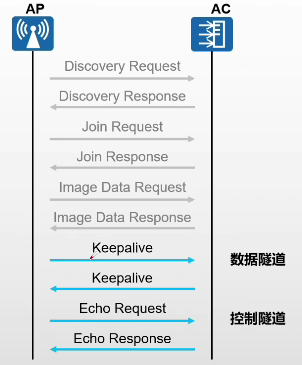 AP AC
Discovery Request
Discovery Response
Join Request
Join Response
Image Data Request
Image Data Response
Keepalive
数据隧道
Keepalive
Echo Request
控制隧道
Echo Response